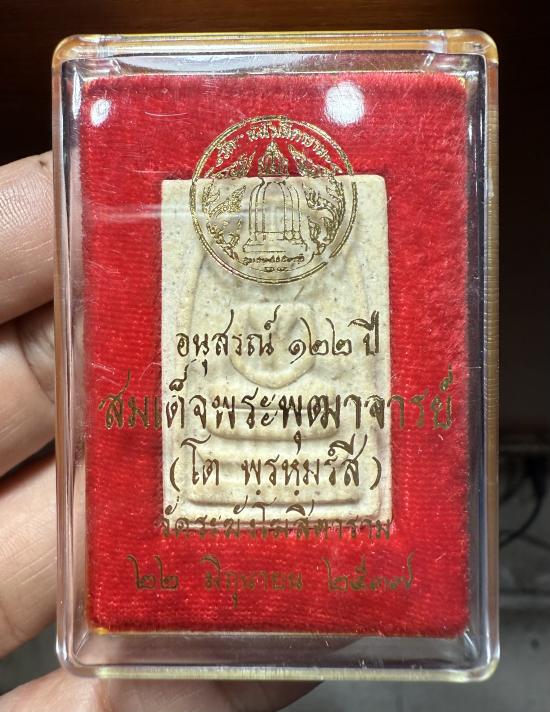 อนุสรณ์ ๑๒๒ ปี
สมเด็จพระพุฒาจารย์
(โต พฺรหฺมรํสี)
วัดระฆังโฆสิตาราม
๒๒ มิถุนายน ๒๕๓๗